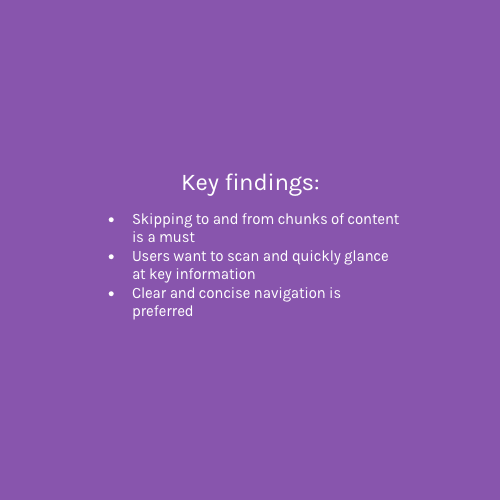 Key findings:
• Skipping to and from chunks of content
is a must
• Users want to scan and quickly glance
at key information
• Clear and concise navigation is
preferred